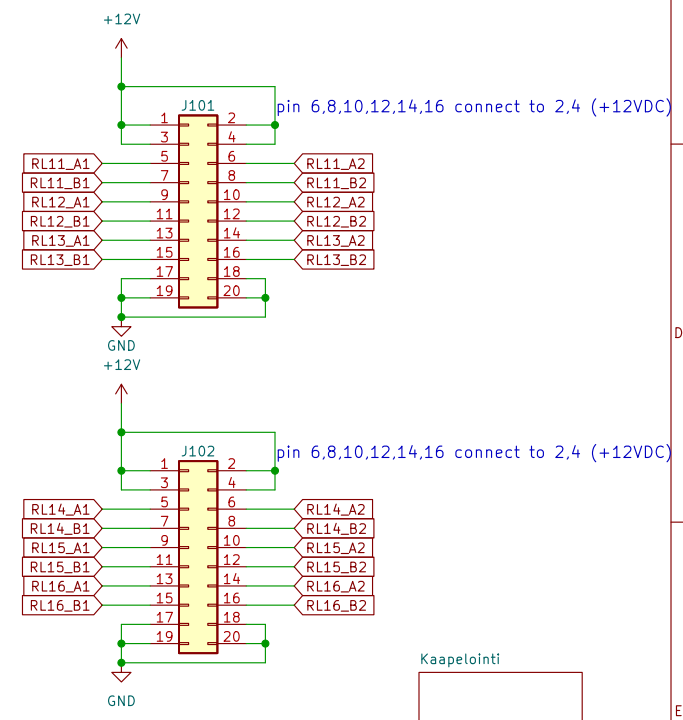 +12V
J101
pin 6,8,10,12,14,16 connect to 2,4 (+12VDC)
1 2
3 4
RL11_A1 5 6 RL11_A2
RL11_B1 7 8 RL11_B2
RL12_A1 9 10 RL12_A2
RL12_B1 11 12 RL12_B2
RL13_A1 13 14 RL13_A2
RL13_B1 15 16 RL13_B2
17 18
19 20
GND
D
+12V
J102
pin 6,8,10,12,14,16 connect to 2,4 (+12VDC)
1 2
3 4
RL14_A1 5 6 RL14_A2
RL14_B1 7 8 RL14_B2
RL15_A1 9 10 RL15_A2
RL15_B1 11 12 RL15_B2
RL16_A1 13 14 RL16_A2
RL16_B1 15 16 RL16_B2
17 18
19 20
Kaapelointi
GND
E